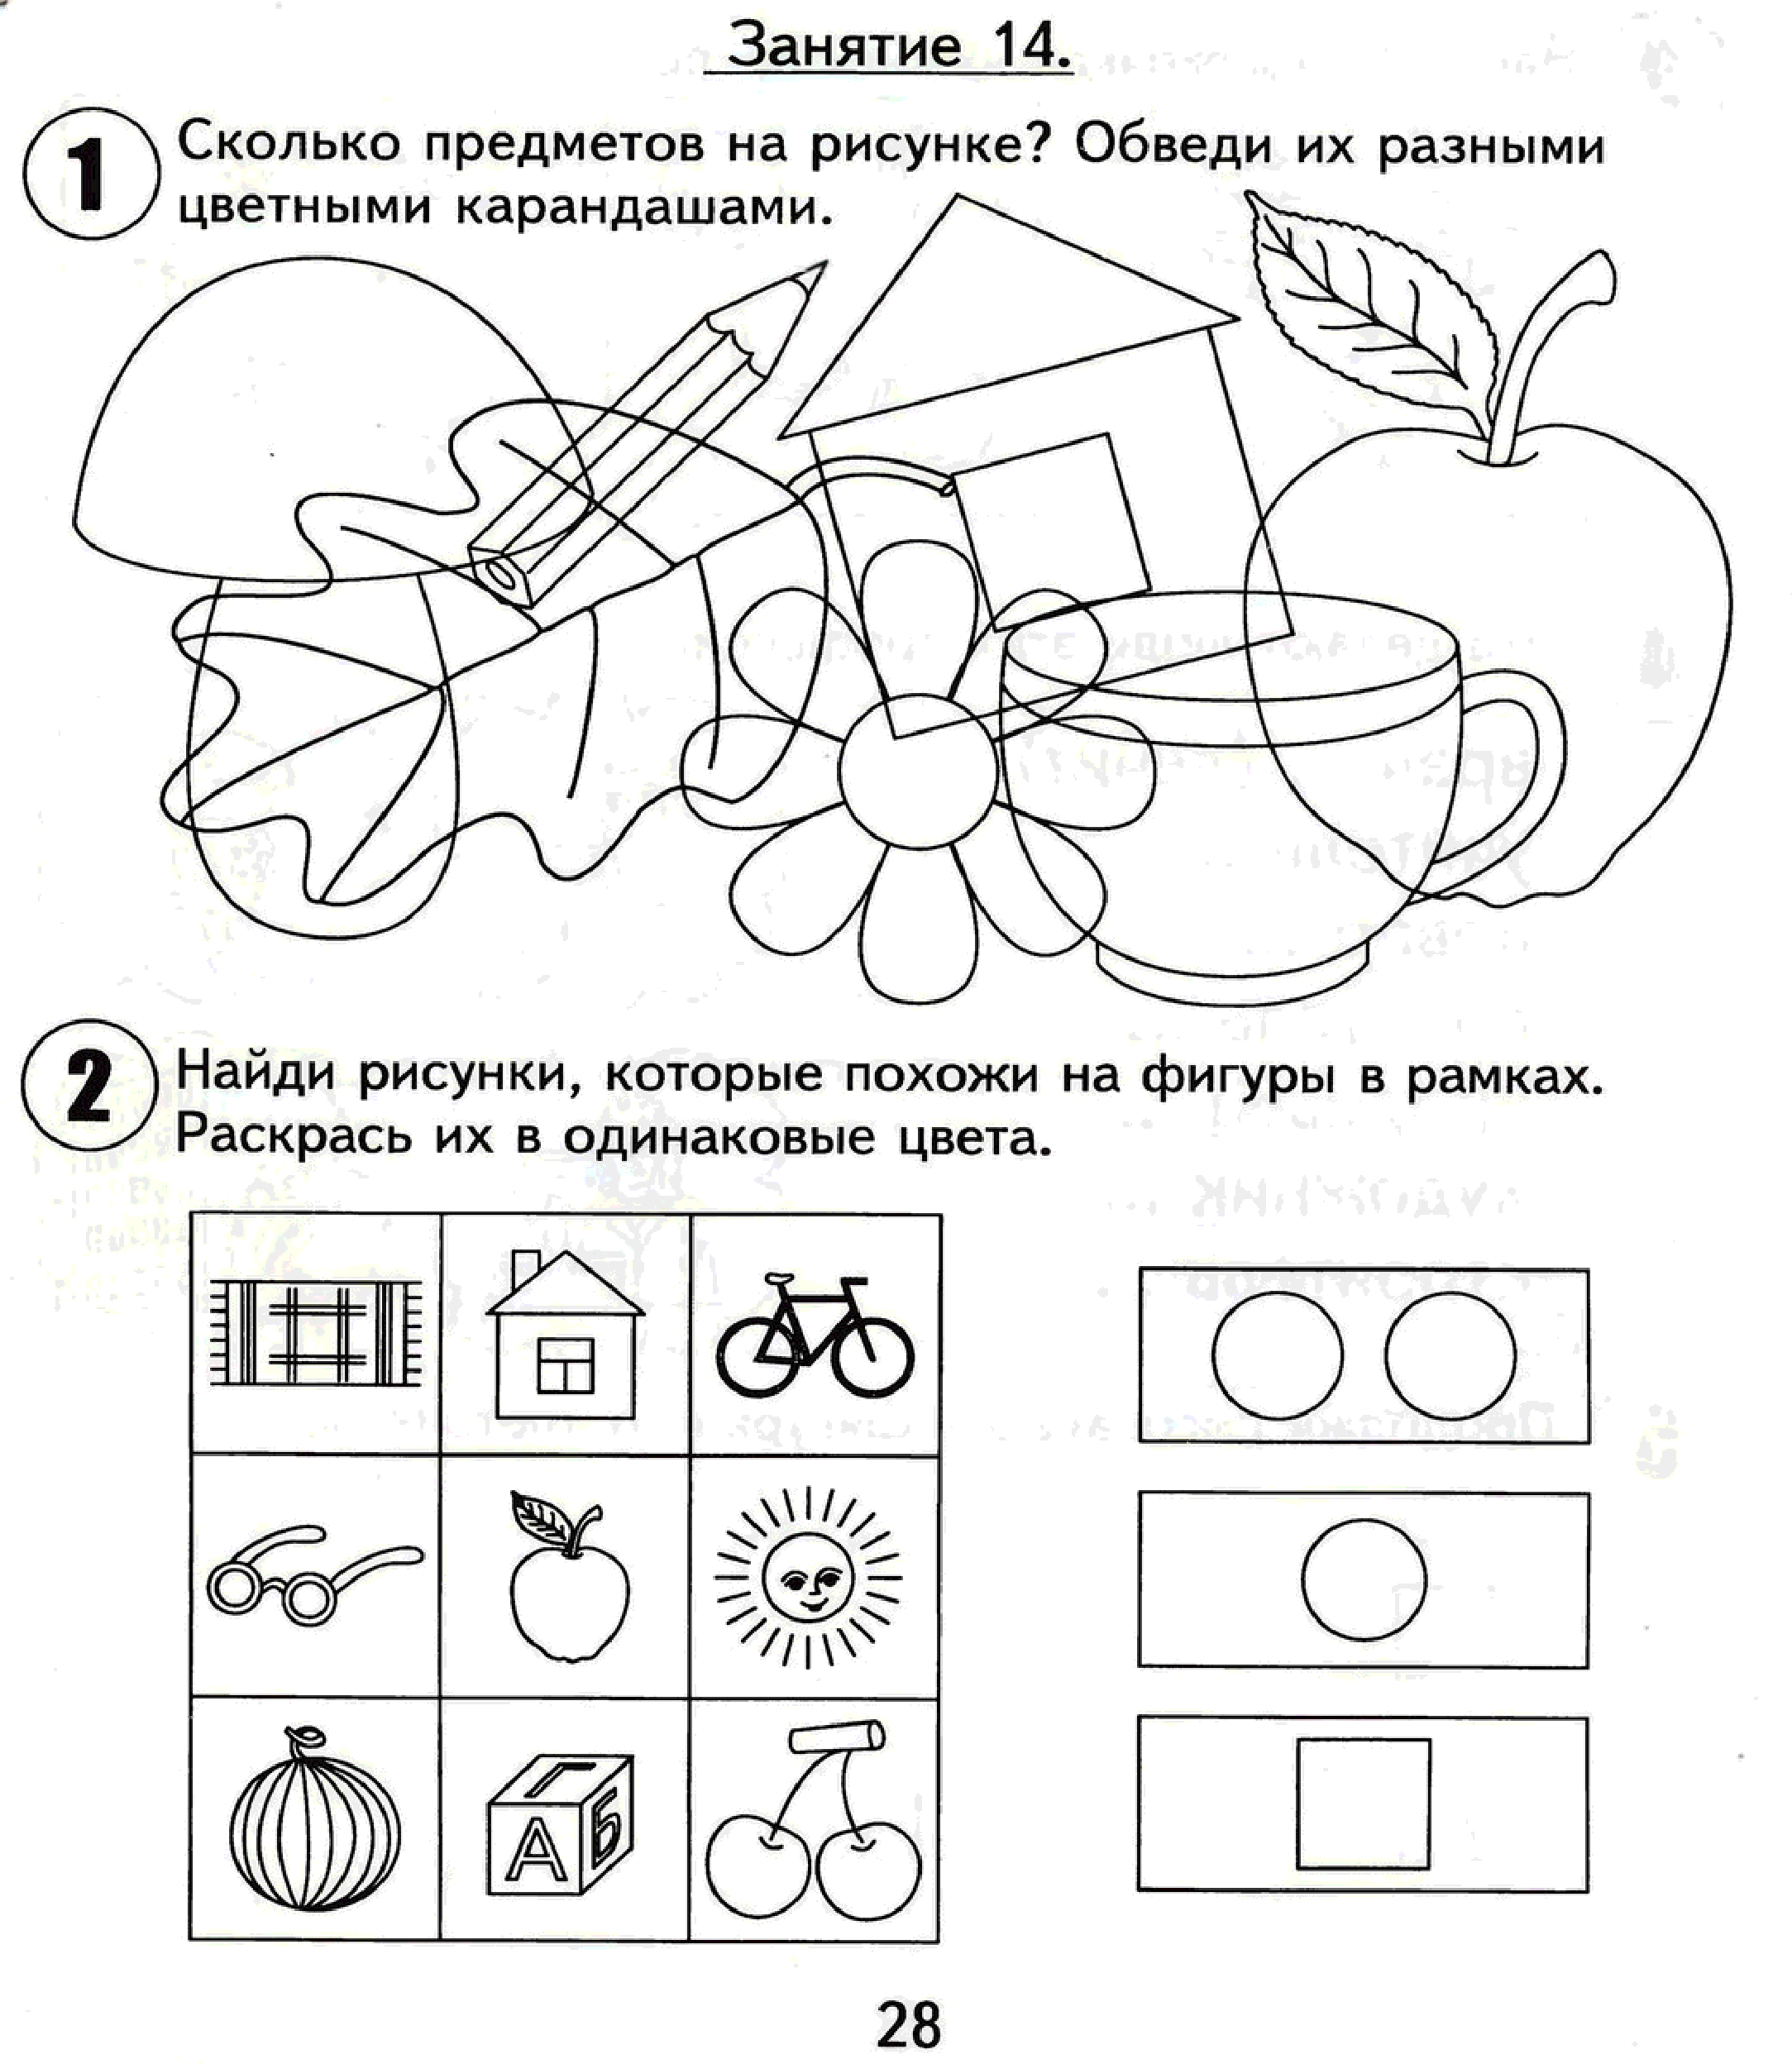 Занятие 14.
1
Сколько предметов на рисунке? Обведи их разными
цветными карандашами.
2
Найди рисунки, которые похожи на фигуры в рамках.
Раскрась их в одинаковые цвета.
Г
А Б
28